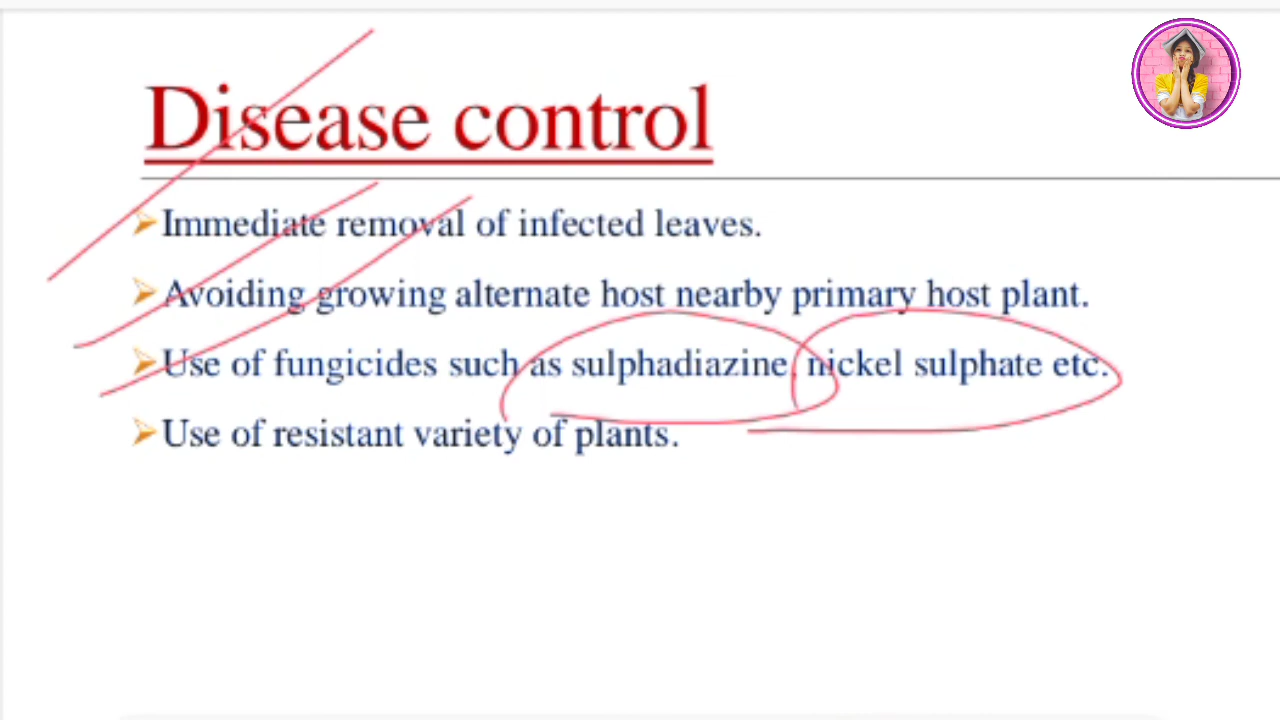 Disease control
Immediate removal of infected leaves.
Avoiding growing alternate host nearby primary host plant.
Use of fungicides such as sulphadiazine, nickel sulphate etc.
Use of resistant variety of plants.